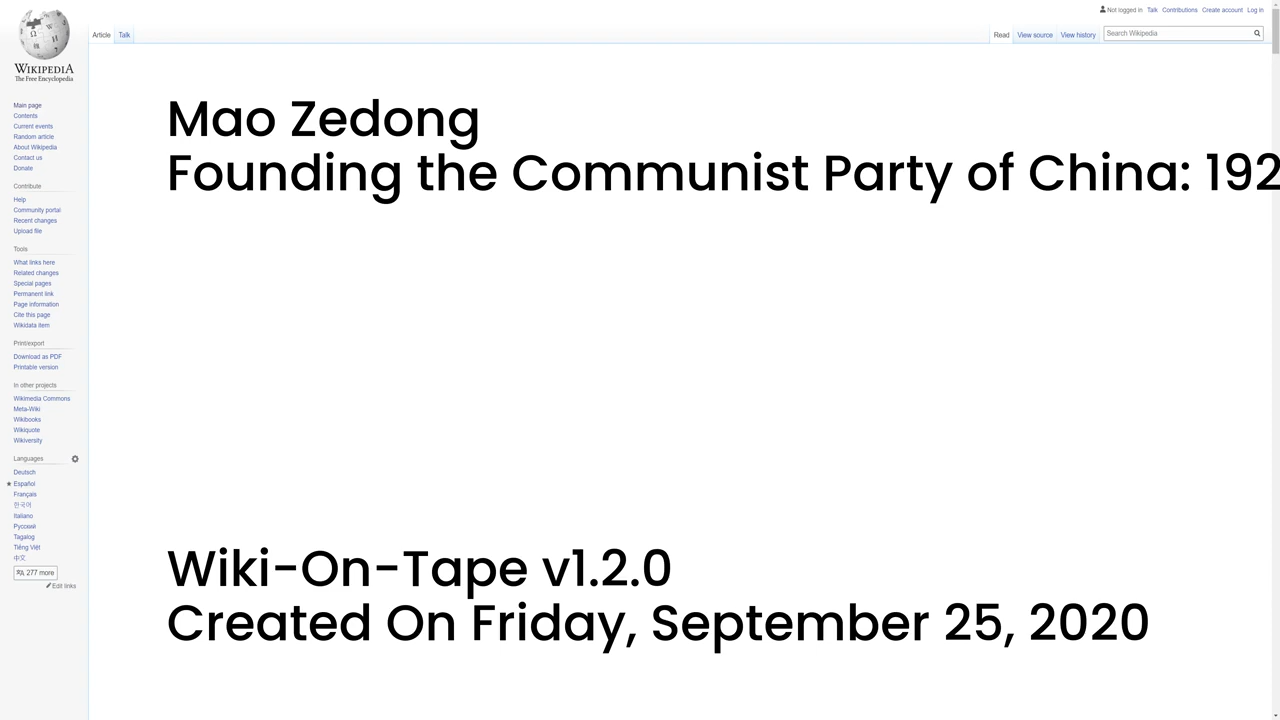 Not logged in Talk Contributions Create account Log in
Article Talk Read View source View history Search Wikipedia
WIKIPEDIA
The Free Encyclopedia
Main page
Contents
Current events
Random article
About Wikipedia
Contact us
Donate
Contribute
Help
Community portal
Recent changes
Upload file
Tools
What links here
Related changes
Special pages
Permanent link
Page information
Cite this page
Wikidata item
Print/export
Download as PDF
Printable version
In other projects
Wikimedia Commons
Meta-Wiki
Wikibooks
Wikiquote
Wikiversity
Languages
Deutsch
Español
Français
한국어
Italiano
Русский
Tagalog
Tiếng Việt
中文
277 more
Edit links
Mao Zedong
Founding the Communist Party of China: 192
Wiki-On-Tape v1.2.0
Created On Friday, September 25, 2020